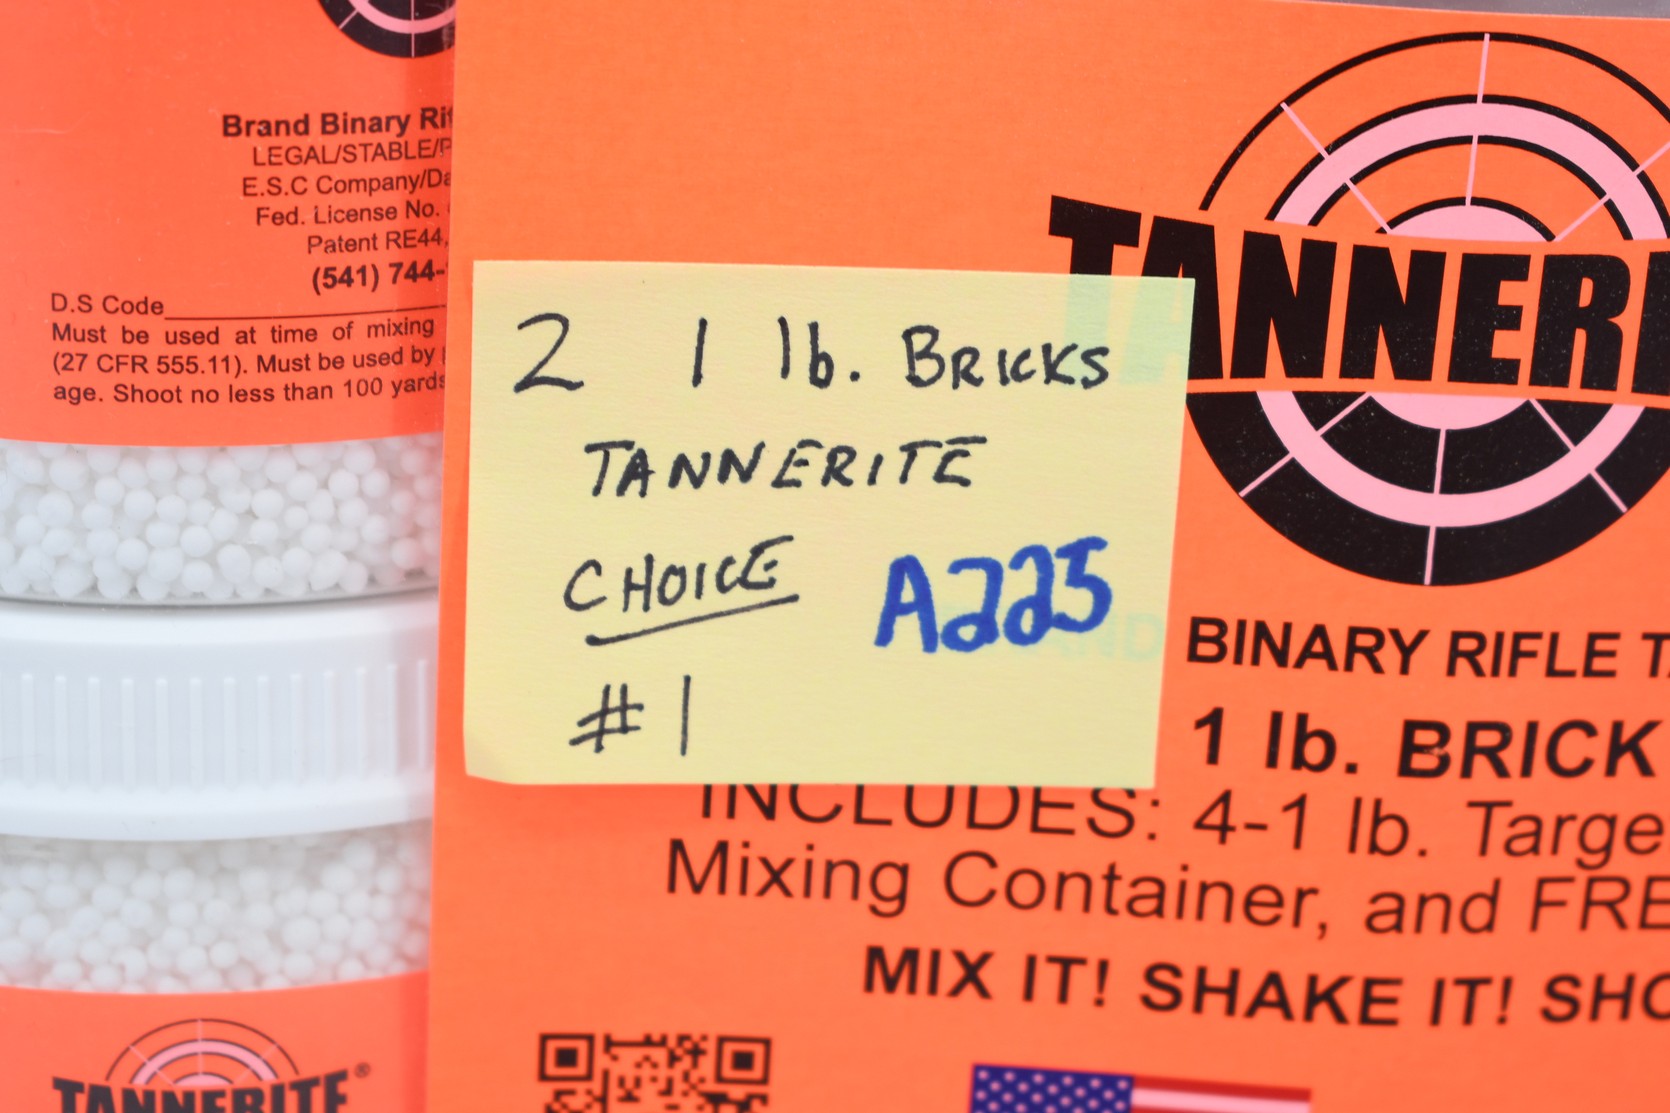 Brand Binary
LEGAL/STABLE/
E.S.C Company/
Fed. License No.
Patent RE44,
(541) 744-
D.S Code
Must be used at time of mixing
(27 CFR 555.11). Must be used by
age. Shoot no less than 100 yards
2 1 lb. BRICKS
TANNERITE
CHOICE A225
#1
TANNERI
BINARY RIFLE
1 lb. BRICK
INCLUDES: 4-1 lb. Targe
Mixing Container, and FRE
MIX IT! SHAKE IT! SHO
TANNERITE®